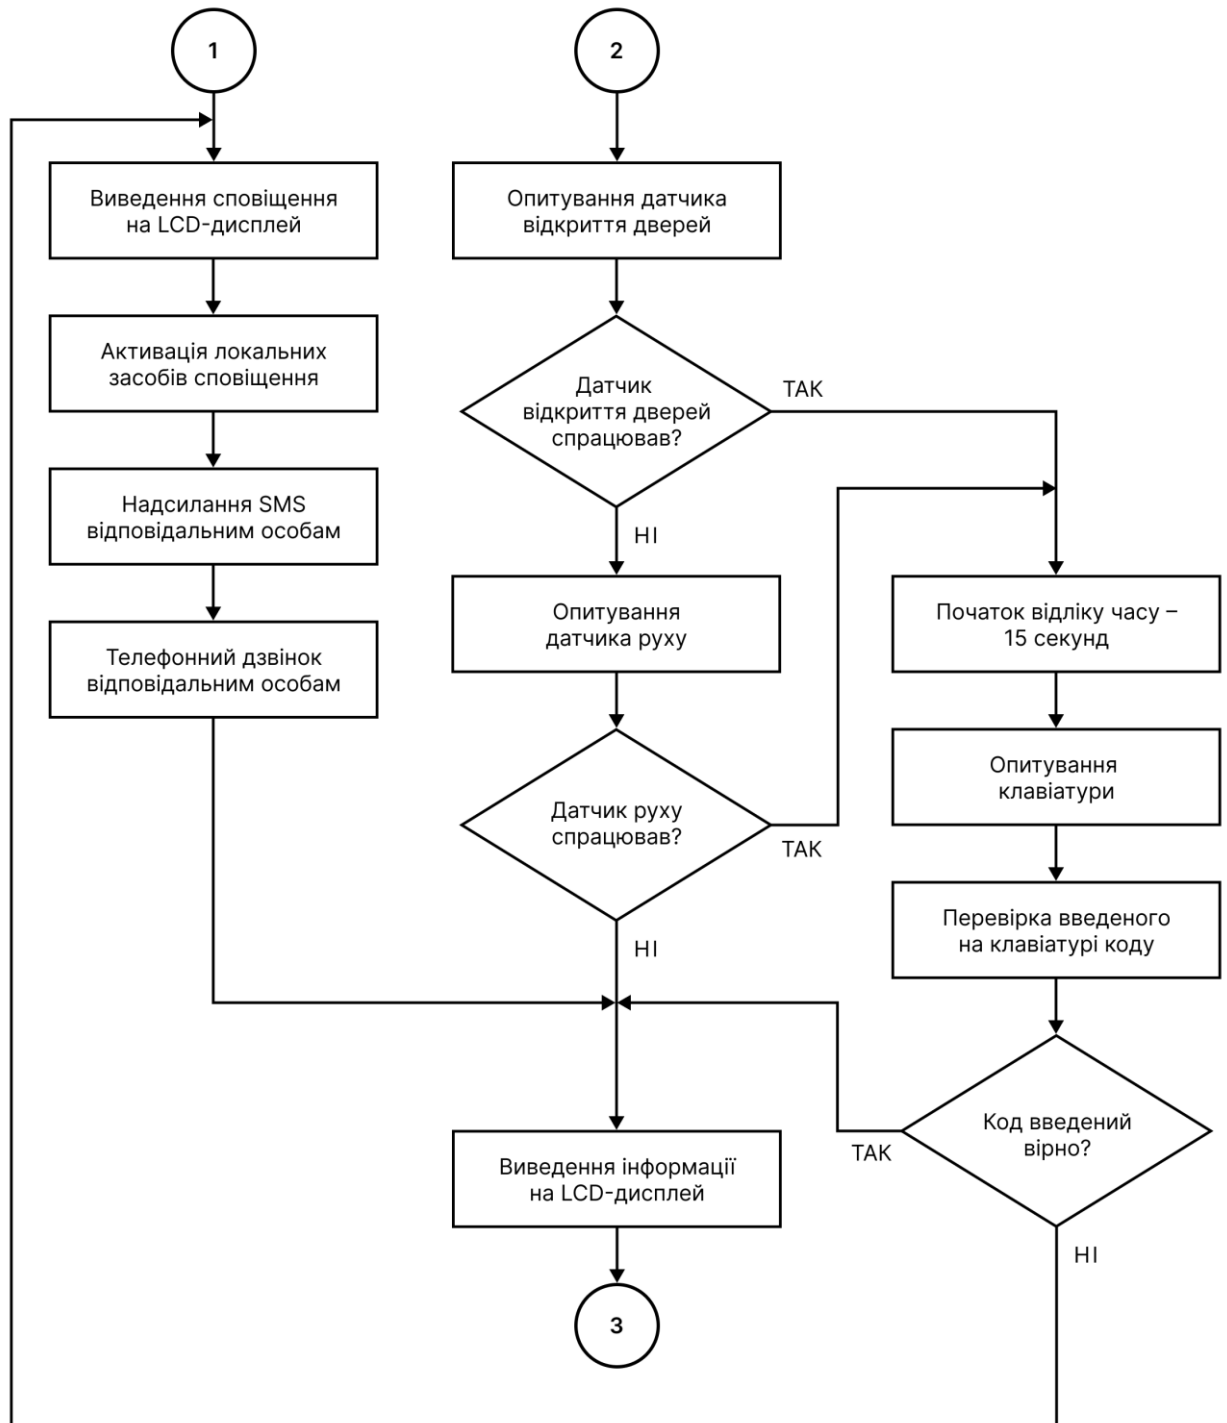 1
Виведення сповіщення
на LCD-дисплей
Активація локальних
засобів сповіщення
Надсилання SMS
відповідальним особам
Телефонний дзвінок
відповідальним особам
2
Опитування датчика
відкриття дверей
Датчик
відкриття дверей
спрацював?
ТАК
НІ
Опитування
датчика руху
Датчик руху
спрацював?
ТАК
НІ
Виведення інформації
на LCD-дисплей
3
Початок відліку часу –
15 секунд
Опитування
клавіатури
Перевірка введеного
на клавіатурі коду
Код введений
вірно?
ТАК
НІ